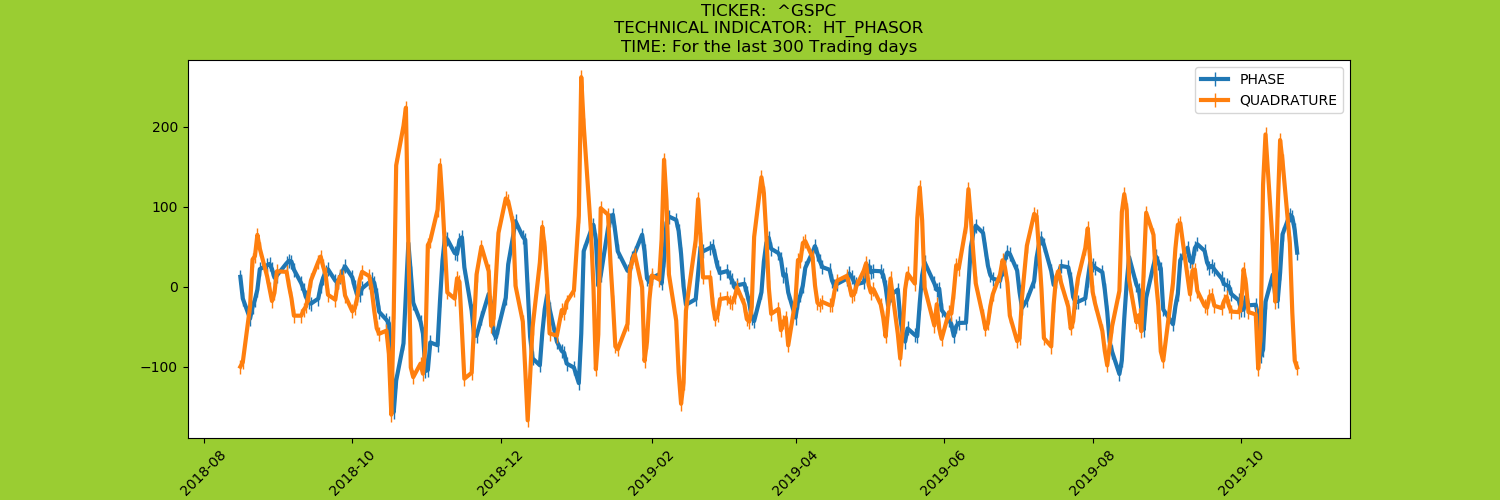 TICKER:  ^GSPC
TECHNICAL INDICATOR:  HT_PHASOR
TIME: For the last 300 Trading days
PHASE
QUADRATURE
200
100
0
−100
2018-08
2018-10
2018-12
2019-02
2019-04
2019-06
2019-08
2019-10